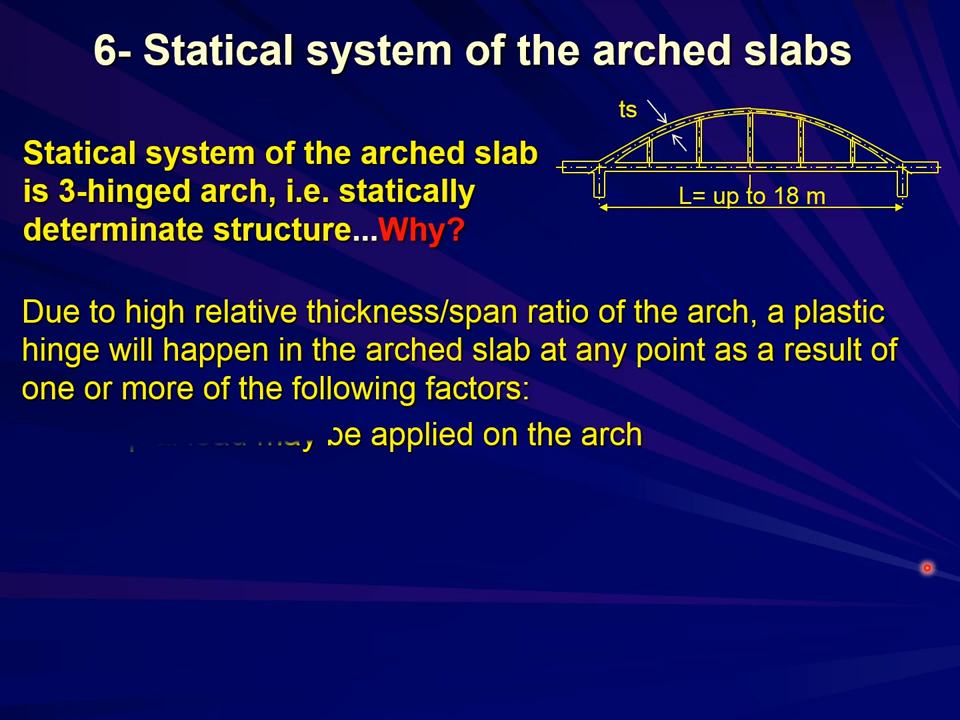 6- Statical system of the arched slabs
ts
L= up to 18 m
Statical system of the arched slab
is 3-hinged arch, i.e. statically
determinate structure...Why?
Due to high relative thickness/span ratio of the arch, a plastic
hinge will happen in the arched slab at any point as a result of
one or more of the following factors:
may be applied on the arch